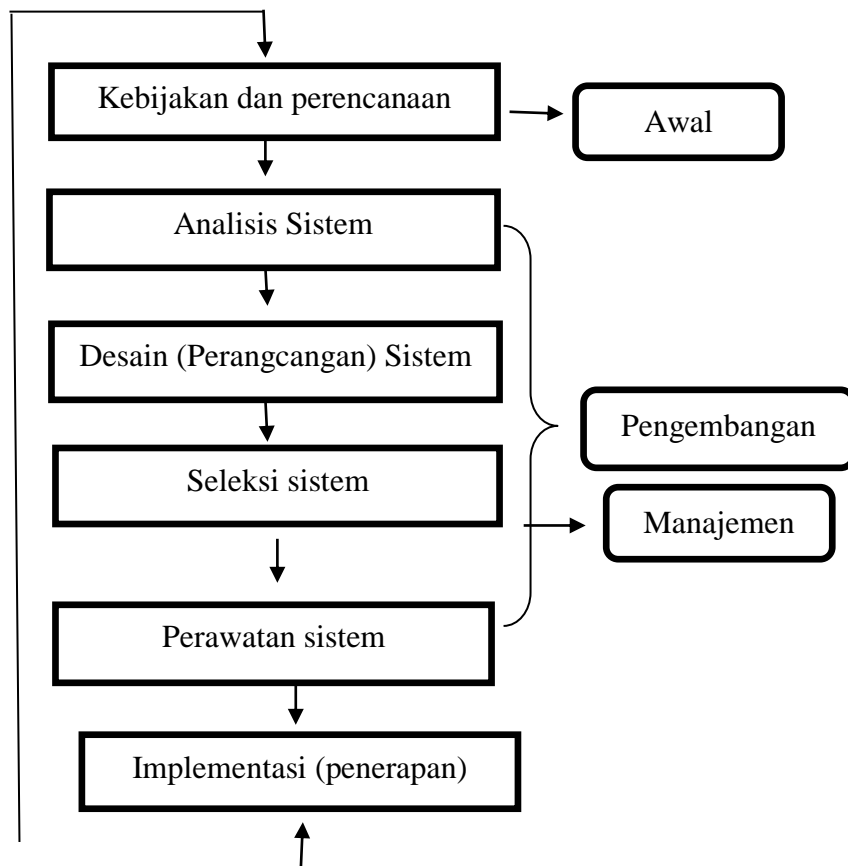 Kebijakan dan perencanaan
Awal
Analisis Sistem
Desain (Perangcangan) Sistem
Pengembangan
Seleksi sistem
Manajemen
Perawatan sistem
Implementasi (penerapan)